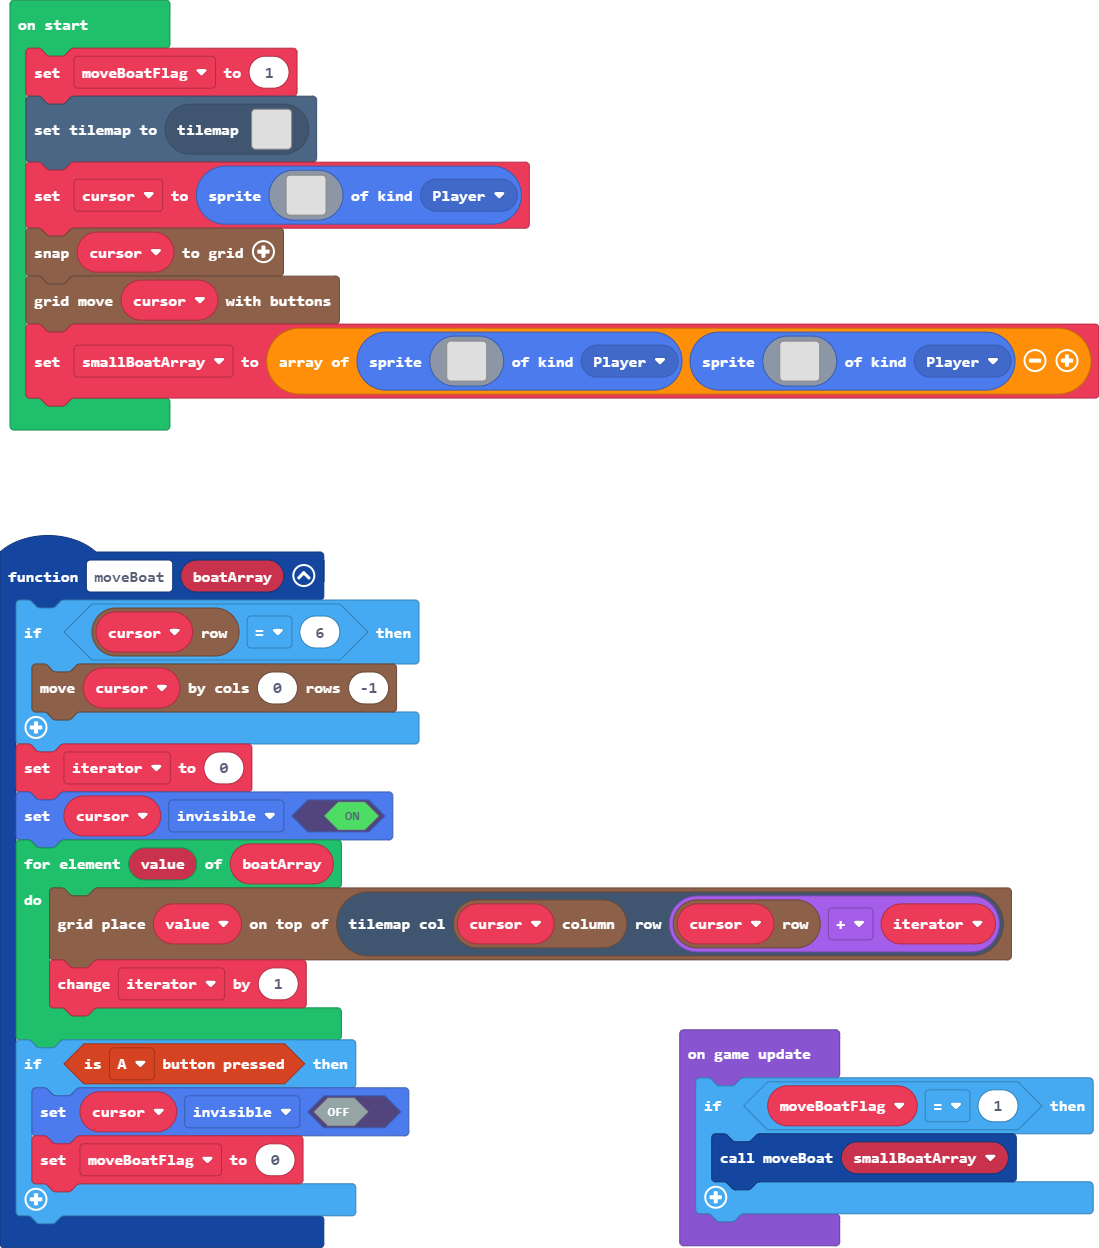 on start
set moveBoatFlag to 1
set tilemap to tilemap
set cursor to sprite of kind Player
snap cursor to grid
grid move cursor with buttons
set smallBoatArray to array of sprite of kind Player sprite of kind Player
function moveBoat boatArray
if cursor row = 6 then
move cursor by cols 0 rows -1
set iterator to 0
set cursor invisible ON
for element value of boatArray
do
grid place value on top of tilemap col cursor column row cursor row + iterator
change iterator by 1
if is A button pressed then
set cursor invisible OFF
set moveBoatFlag to 0
on game update
if moveBoatFlag = 1 then
call moveBoat smallBoatArray